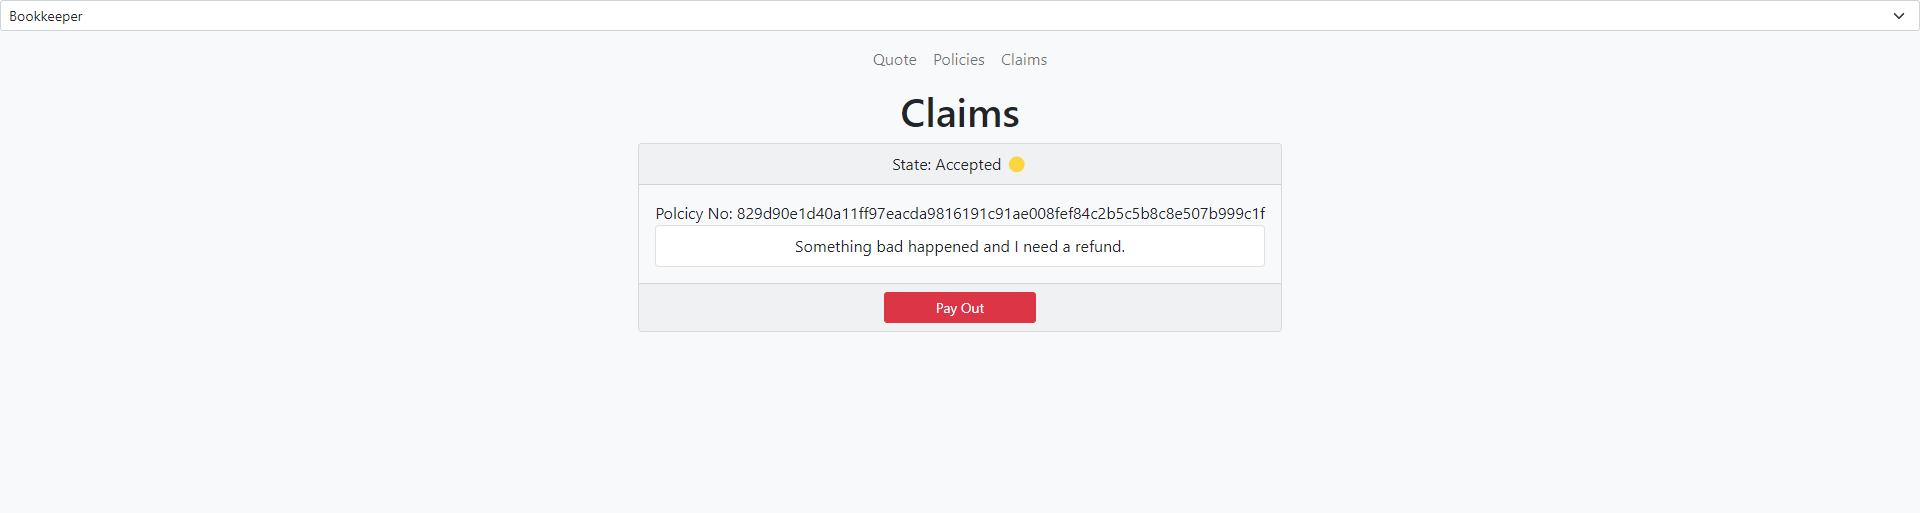 Bookkeeper
Quote Policies Claims
Claims
State: Accepted
Polcicy No: 829d90e1d40a11ff97eacda9816191c91ae008fef84c2b5c5b8c8e507b999c1f
Something bad happened and I need a refund.
Pay Out